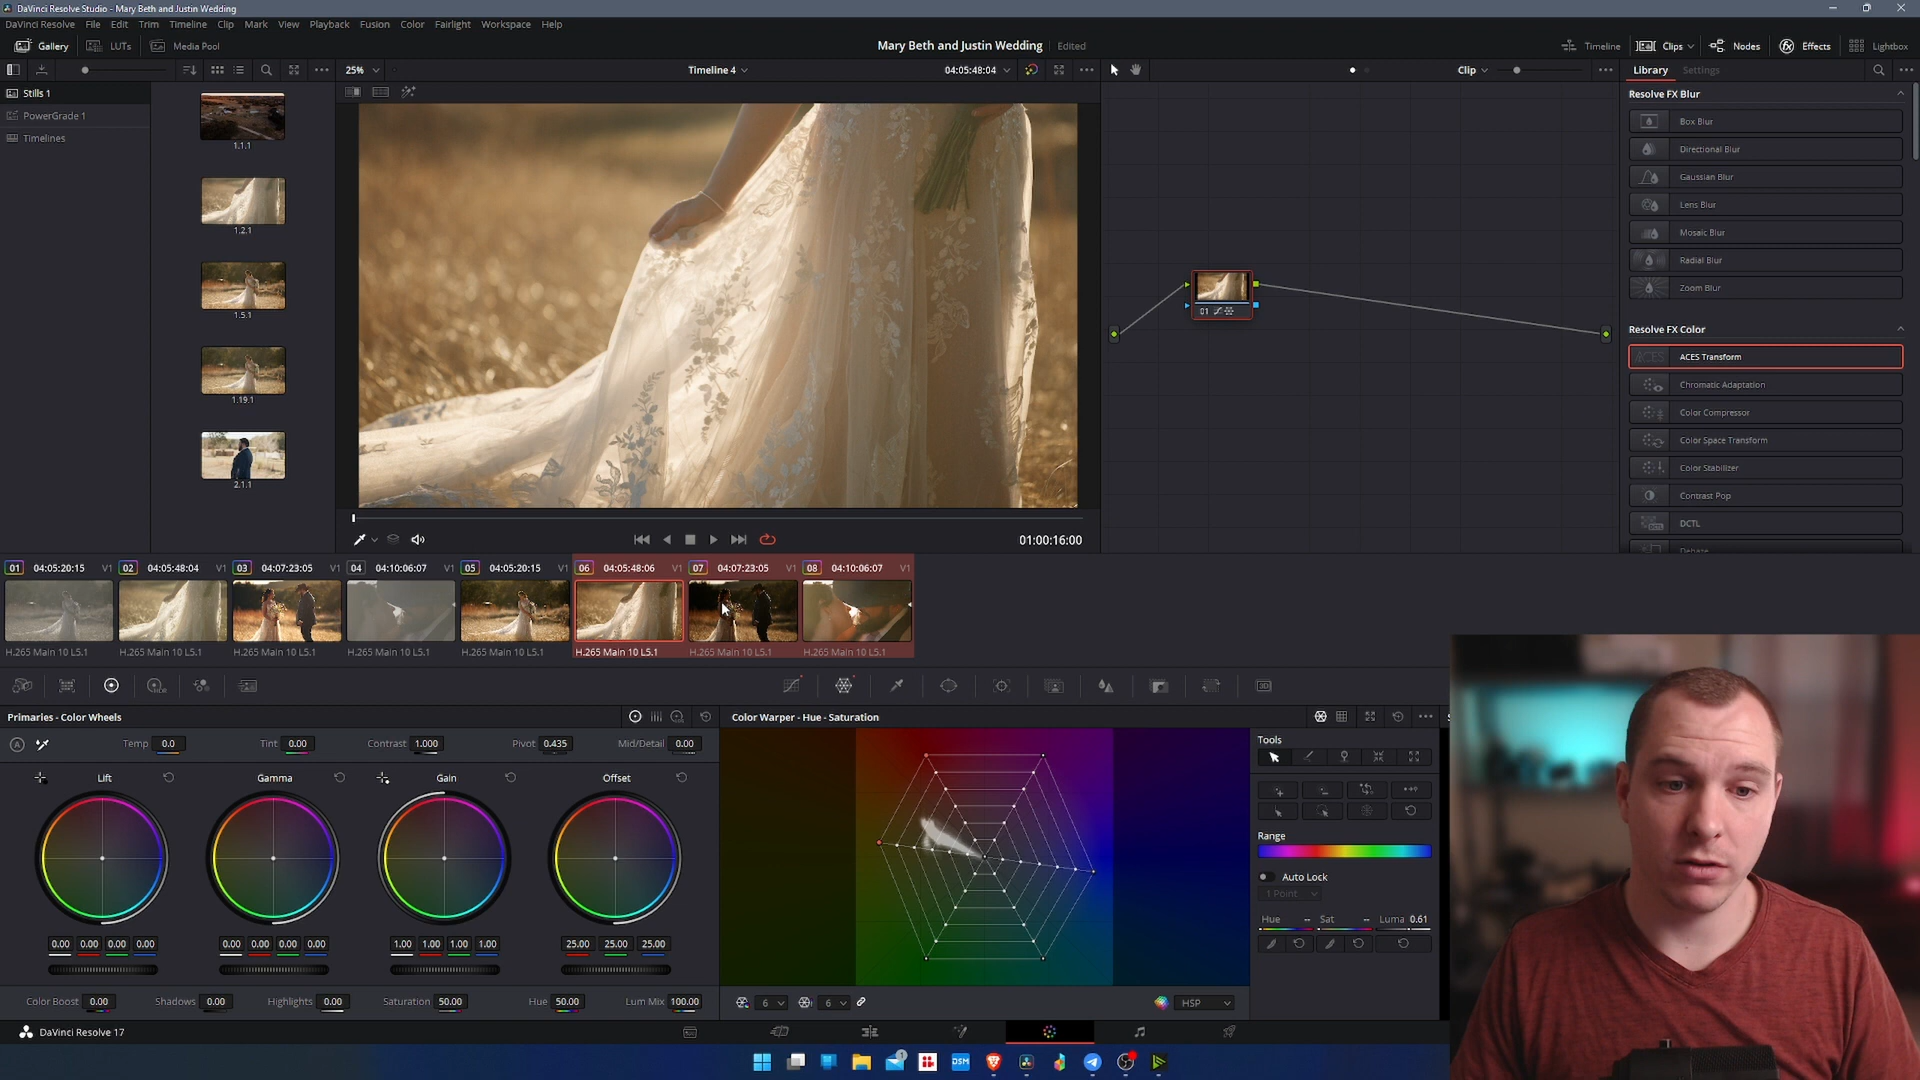 DaVinci Resolve Studio - Mary Beth and Justin Wedding
DaVinci Resolve File Edit Trim Timeline Clip Mark View Playback Fusion Color Fairlight Workspace Help
Gallery LUTs Media Pool
Mary Beth and Justin Wedding Edited
Timeline Clips Nodes Effects Lightbox
25% Timeline 4 04:05:48:04
Clip
Library Settings
Stills 1
PowerGrade 1
Timelines
1.1.1
1.2.1
1.5.1
1.19.1
2.1.1
01
Resolve FX Blur
Box Blur
Directional Blur
Gaussian Blur
Lens Blur
Mosaic Blur
Radial Blur
Zoom Blur
Resolve FX Color
ACES ACES Transform
Chromatic Adaptation
Color Compressor
Color Space Transform
Color Stabilizer
Contrast Pop
DCTL
01:00:16:00
01 04:05:20:15 V1 02 04:05:48:04 V1 03 04:07:23:05 V1 04 04:10:06:07 V1 05 04:05:20:15 V1 06 04:05:48:06 V1 07 04:07:23:05 V1 08 04:10:06:07 V1
H.265 Main 10 L5.1 H.265 Main 10 L5.1 H.265 Main 10 L5.1 H.265 Main 10 L5.1 H.265 Main 10 L5.1 H.265 Main 10 L5.1 H.265 Main 10 L5.1 H.265 Main 10 L5.1
Primaries - Color Wheels
Temp 0.0 Tint 0.00 Contrast 1.000 Pivot 0.435 Mid/Detail 0.00
Lift Gamma Gain Offset
0.00 0.00 0.00 0.00 0.00 0.00 0.00 0.00 1.00 1.00 1.00 1.00 25.00 25.00 25.00
Color Boost 0.00 Shadows 0.00 Highlights 0.00 Saturation 50.00 Hue 50.00 Lum Mix 100.00
Color Warper - Hue - Saturation
Tools
Range
Auto Lock
1 Point
Hue -- Sat -- Luma 0.61
6 6 HSP
DaVinci Resolve 17
1
DSM